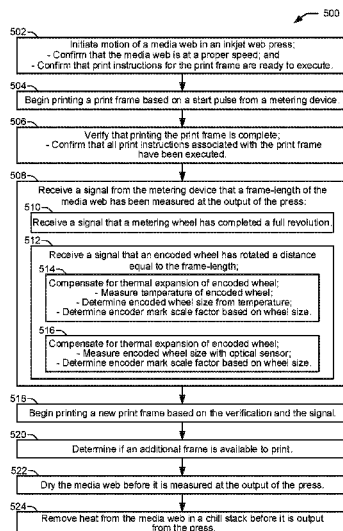 500
502
Initiate motion of a media web in an inkjet web press;
- Confirm that the media web is at a proper speed; and
- Confirm that print instructions for the print frame are ready to execute.
504
Begin printing a print frame based on a start pulse from a metering device.
506
Verify that printing the print frame is complete;
- Confirm that all print instructions associated with the print frame
have been executed.
508
Receive a signal from the metering device that a frame-length of the
media web has been measured at the output of the press:
510
Receive a signal that a metering wheel has completed a full revolution.
512
Receive a signal that an encoded wheel has rotated a distance
equal to the frame-length;
514
Compensate for thermal expansion of encoded wheel;
- Measure temperature of encoded wheel;
- Determine encoded wheel size from temperature;
- Determine encoder mark scale factor based on wheel size.
516
Compensate for thermal expansion of encoded wheel;
- Measure encoded wheel size with optical sensor;
- Determine encoder mark scale factor based on wheel size.
518
Begin printing a new print frame based on the verification and the signal.
520
Determine if an additional frame is available to print.
522
Dry the media web before it is measured at the output of the press.
524
Remove heat from the media web in a chill stack before it is output
from the press.